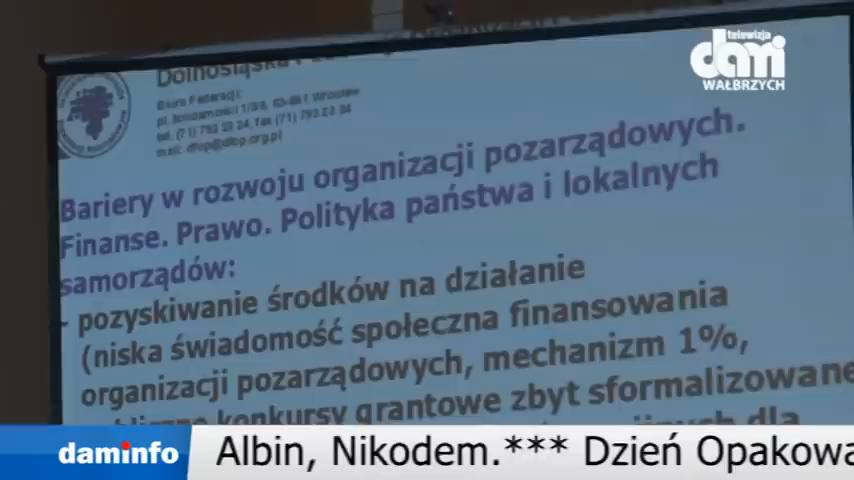 telewizja
dami
WAŁBRZYCH
Dolnośląska
Biuro Federacji:
pl. Solidarności 1/3/5, 53-661 Wrocław
tel. (71) 793 23 24, fax (71) 793 23 24
mail: dfop@dfop.org.pl
Bariery w rozwoju organizacji pozarządowych.
Finanse. Prawo. Polityka państwa i lokalnych
samorządów:
- pozyskiwanie środków na działanie
(niska świadomość społeczna finansowania
organizacji pozarządowych, mechanizm 1%,
konkursy grantowe zbyt sformalizowane
dla
daminfo
Albin, Nikodem.*** Dzień Opakowa